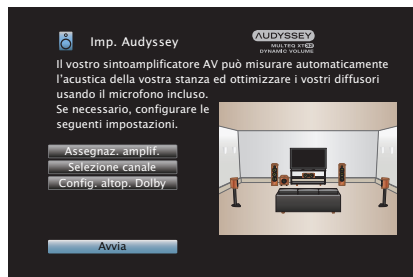 Imp. Audyssey
AUDYSSEY
MULTEQ XT32
DYNAMIC VOLUME
Il vostro sintoamplificatore AV può misurare automaticamente
l'acustica della vostra stanza ed ottimizzare i vostri diffusori
usando il microfono incluso.
Se necessario, configurare le
seguenti impostazioni.
Assegnaz. amplif.
Selezione canale
Config. altop. Dolby
Avvia